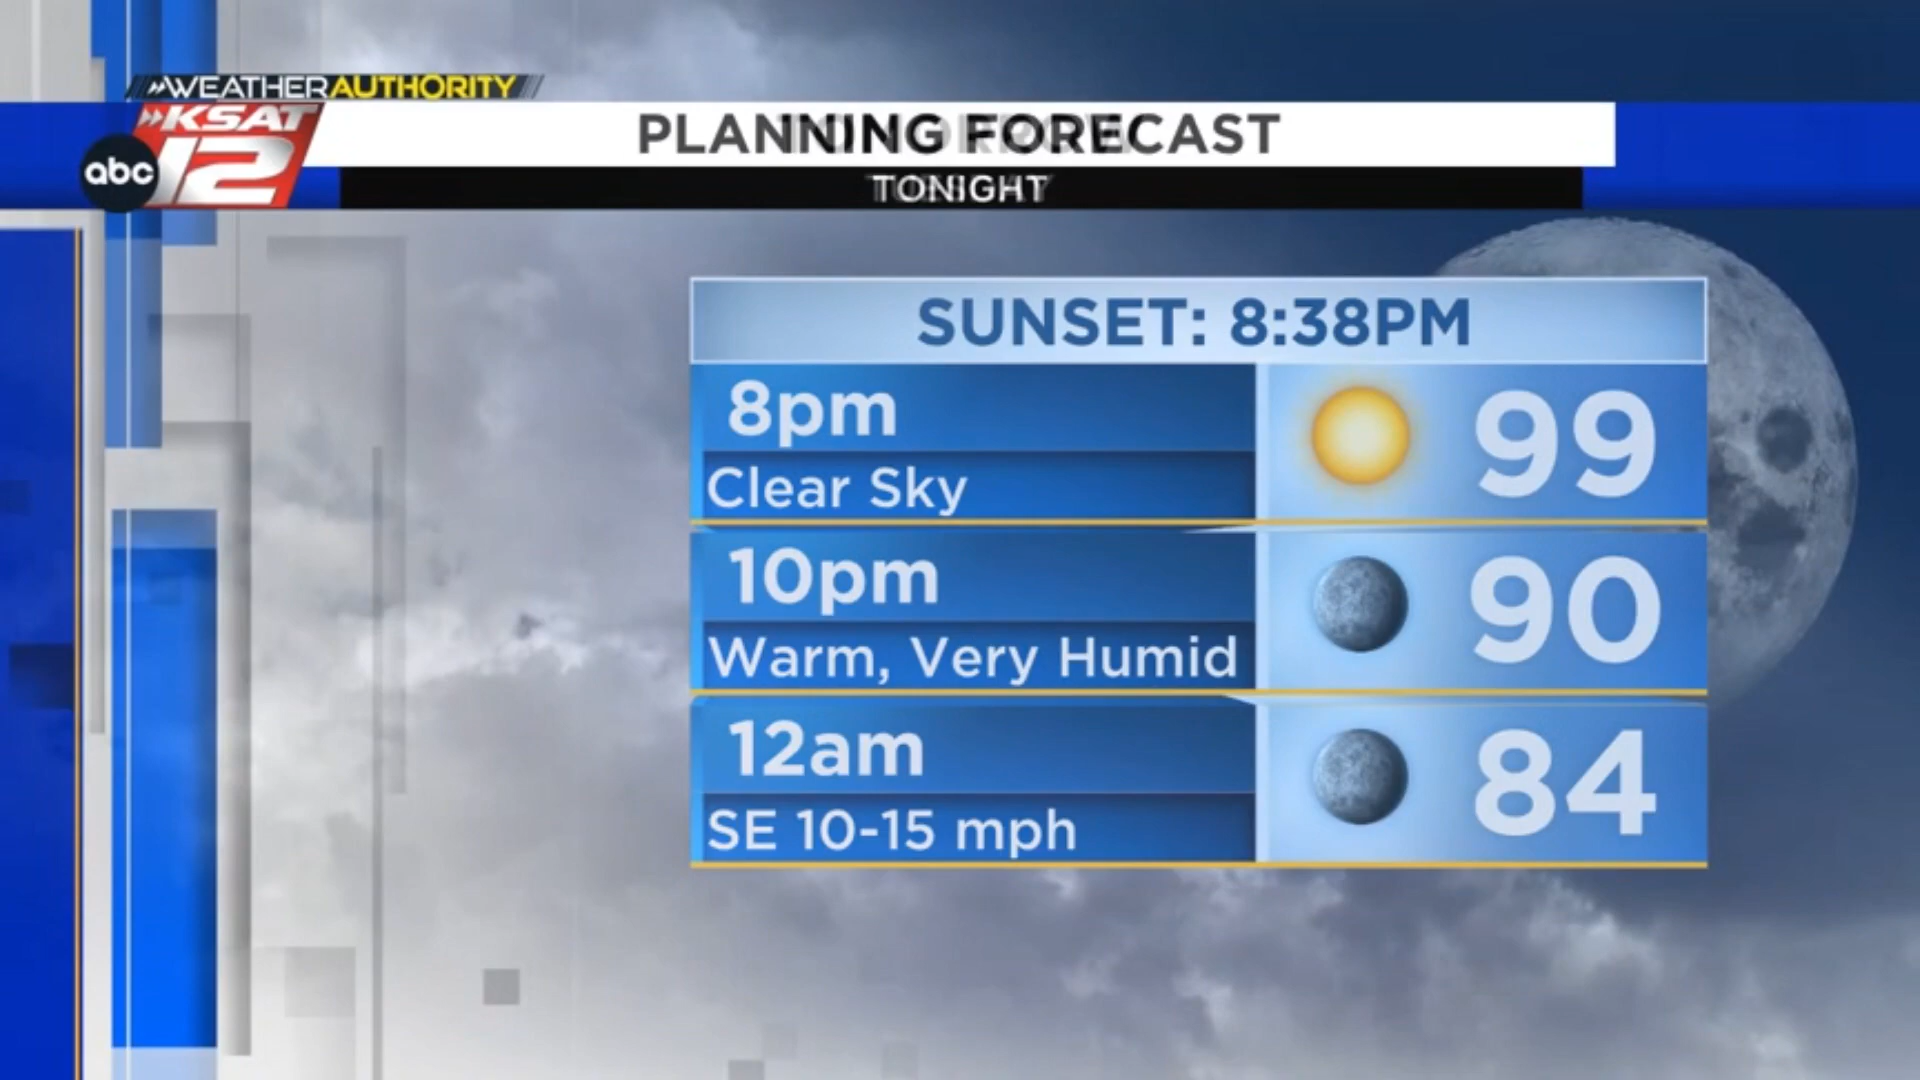 »WEATHERAUTHORITY
»KSAT
abc 12
PLANNING FORECAST
TONIGHT
SUNSET: 8:38PM
8pm
99
Clear Sky
10pm
90
Warm, Very Humid
12am
84
SE 10-15 mph